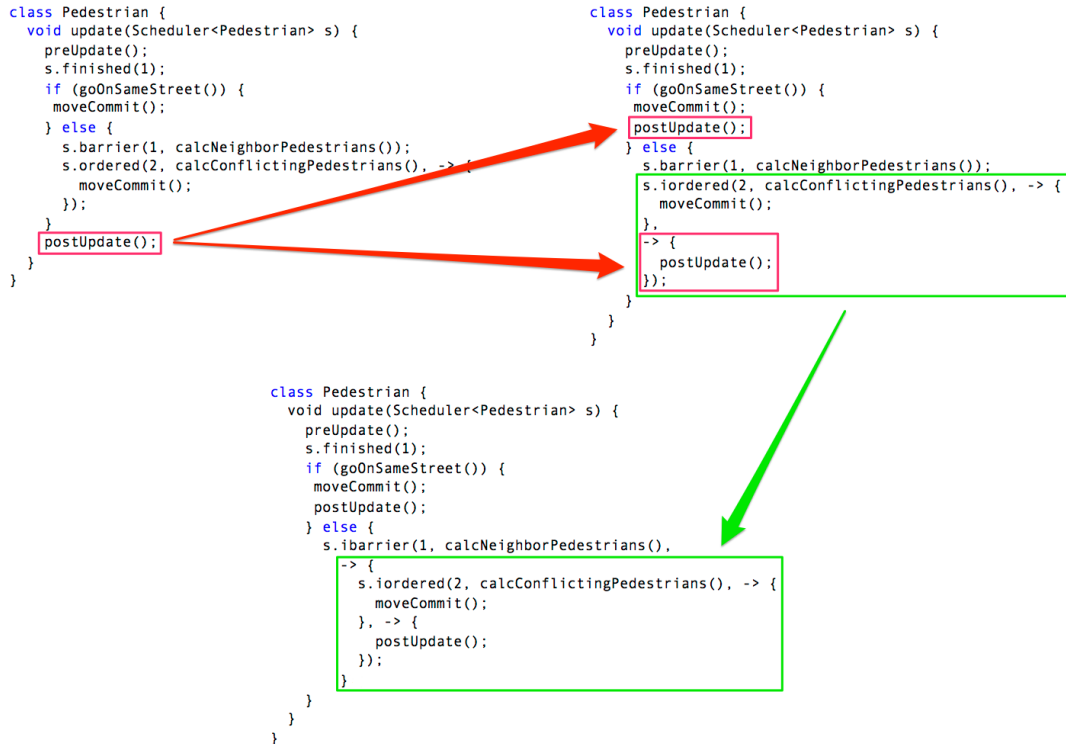 class Pedestrian {
void update(Scheduler<Pedestrian> s) {
preUpdate();
s.finished(1);
if (goOnSameStreet()) {
moveCommit();
} else {
s.barrier(1, calcNeighborPedestrians());
s.ordered(2, calcConflictingPedestrians(), -> {
moveCommit();
});
}
postUpdate();
}
}
class Pedestrian {
void update(Scheduler<Pedestrian> s) {
preUpdate();
s.finished(1);
if (goOnSameStreet()) {
moveCommit();
postUpdate();
} else {
s.barrier(1, calcNeighborPedestrians());
s.iordered(2, calcConflictingPedestrians(), -> {
moveCommit();
},
-> {
postUpdate();
});
}
}
}
class Pedestrian {
void update(Scheduler<Pedestrian> s) {
preUpdate();
s.finished(1);
if (goOnSameStreet()) {
moveCommit();
postUpdate();
} else {
s.ibarrier(1, calcNeighborPedestrians(),
-> {
s.iordered(2, calcConflictingPedestrians(), -> {
moveCommit();
}, -> {
postUpdate();
});
}
}
}
}